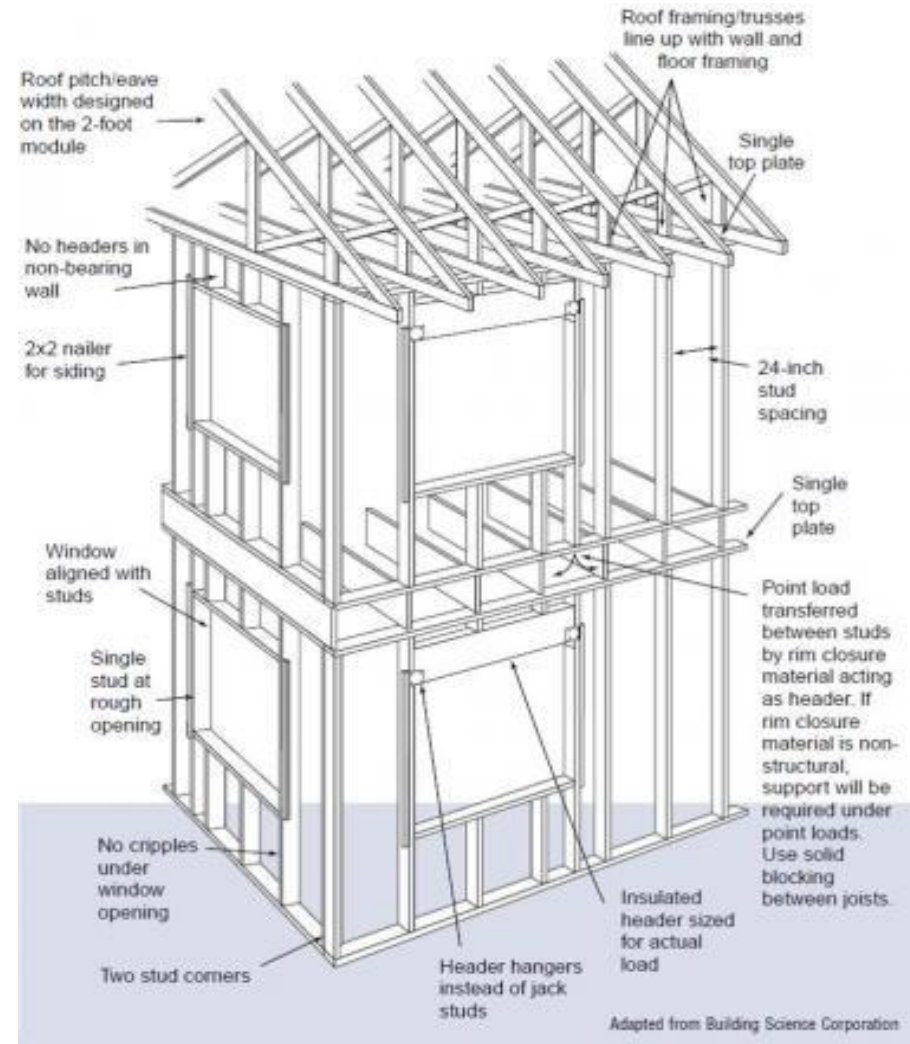 Roof framing/trusses
line up with wall and
floor framing
Roof pitch/eave
width designed
on the 2-foot
module
Single
top plate
No headers in
non-bearing
wall
2x2 nailer
for siding
24-inch
stud
spacing
Single
top
plate
Window
aligned with
studs
Point load
transferred
between studs
by rim closure
material acting
as header. If
rim closure
material is non-
structural,
support will be
required under
point loads.
Use solid
blocking
between joists.
Single
stud at
rough
opening
No cripples
under
window
opening
Insulated
header sized
for actual
load
Two stud corners
Header hangers
instead of jack
studs
Adapted from Building Science Corporation